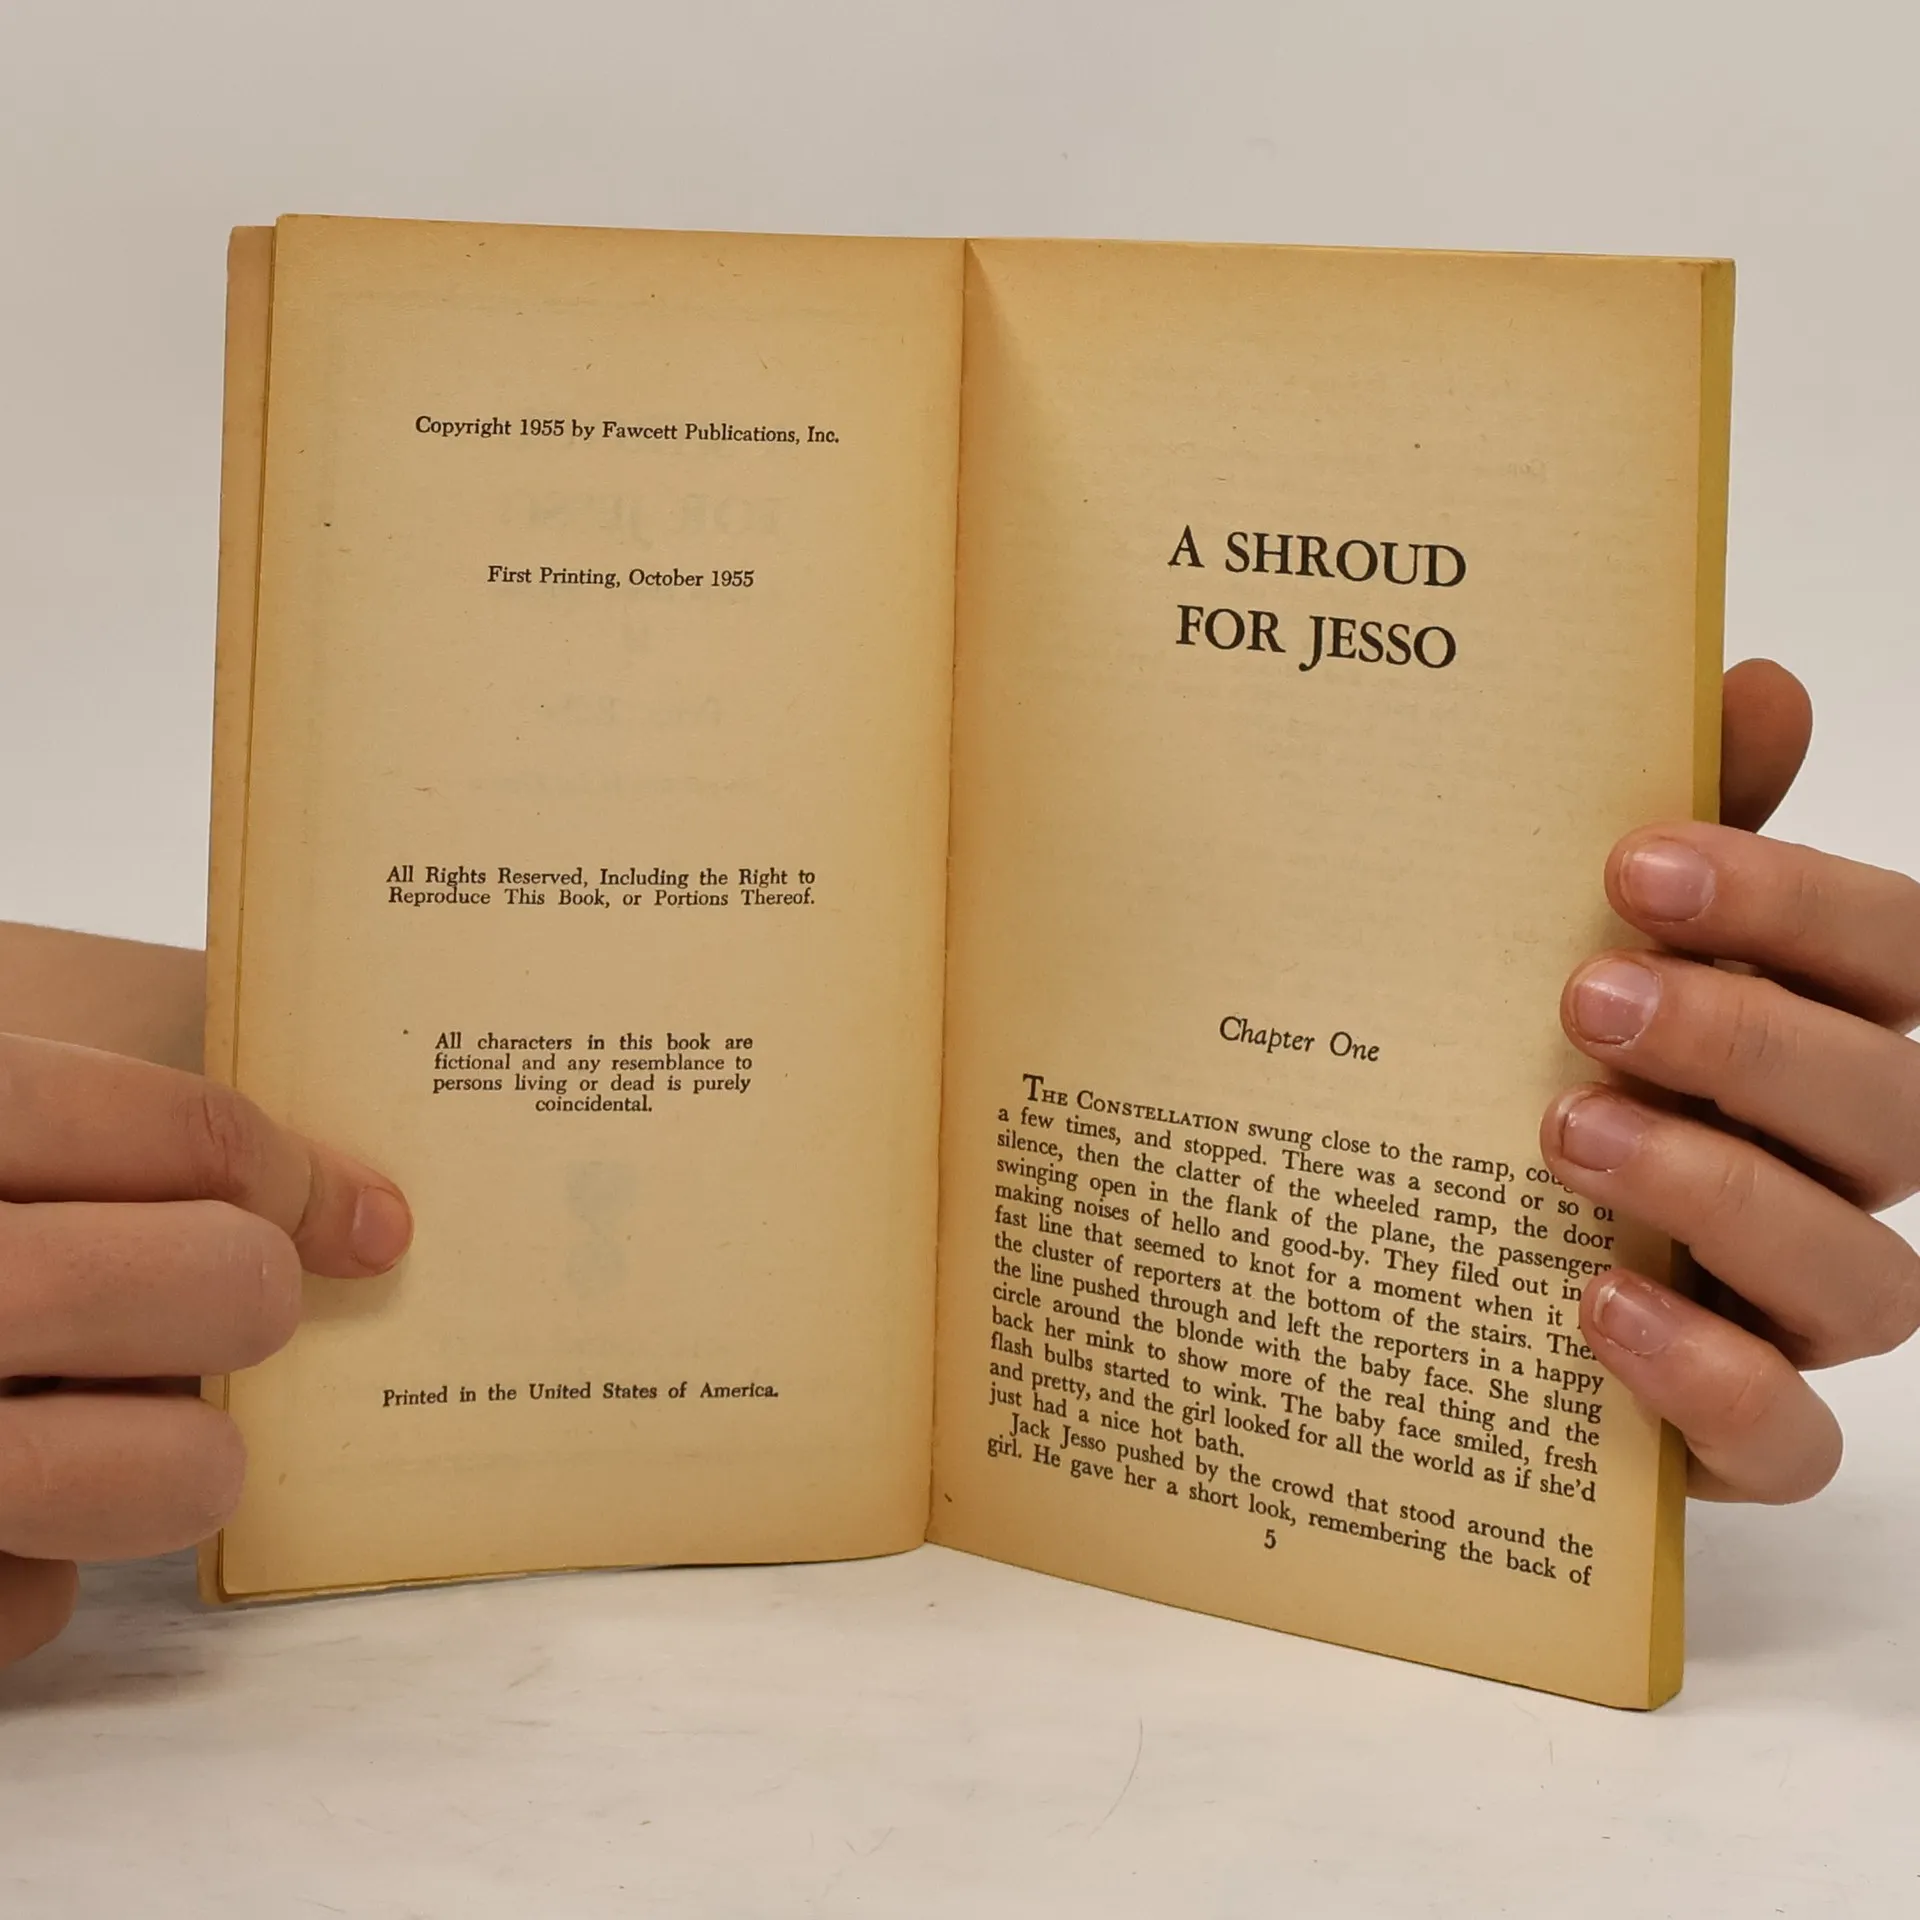 Copyright 1955 by Fawcett Publications, Inc.
First Printing, October 1955
All Rights Reserved, Including the Right to
Reproduce This Book, or Portions Thereof.
All characters in this book are
fictional and any resemblance to
persons living or dead is purely
coincidental.
Printed in the United States of America.
A SHROUD
FOR JESSO
Chapter One
THE CONSTELLATION swung close to the ramp,
a few times, and stopped. There was a second or so of
silence, then the clatter of the wheeled ramp, the door
swinging open in the flank of the plane, the passengers
making noises of hello and good-by. They filed out in
fast line that seemed to knot for a moment when it
the cluster of reporters at the bottom of the stairs.
the line pushed through and left the reporters in a happy
circle around the blonde with the baby face. She slung
back her mink to show more of the real thing and the
flash bulbs started to wink. The baby face smiled, fresh
and pretty, and the girl looked for all the world as if she'd
just had a nice hot bath.
Jack Jesso pushed by the crowd that stood around the
girl. He gave her a short look, remembering the back of
5